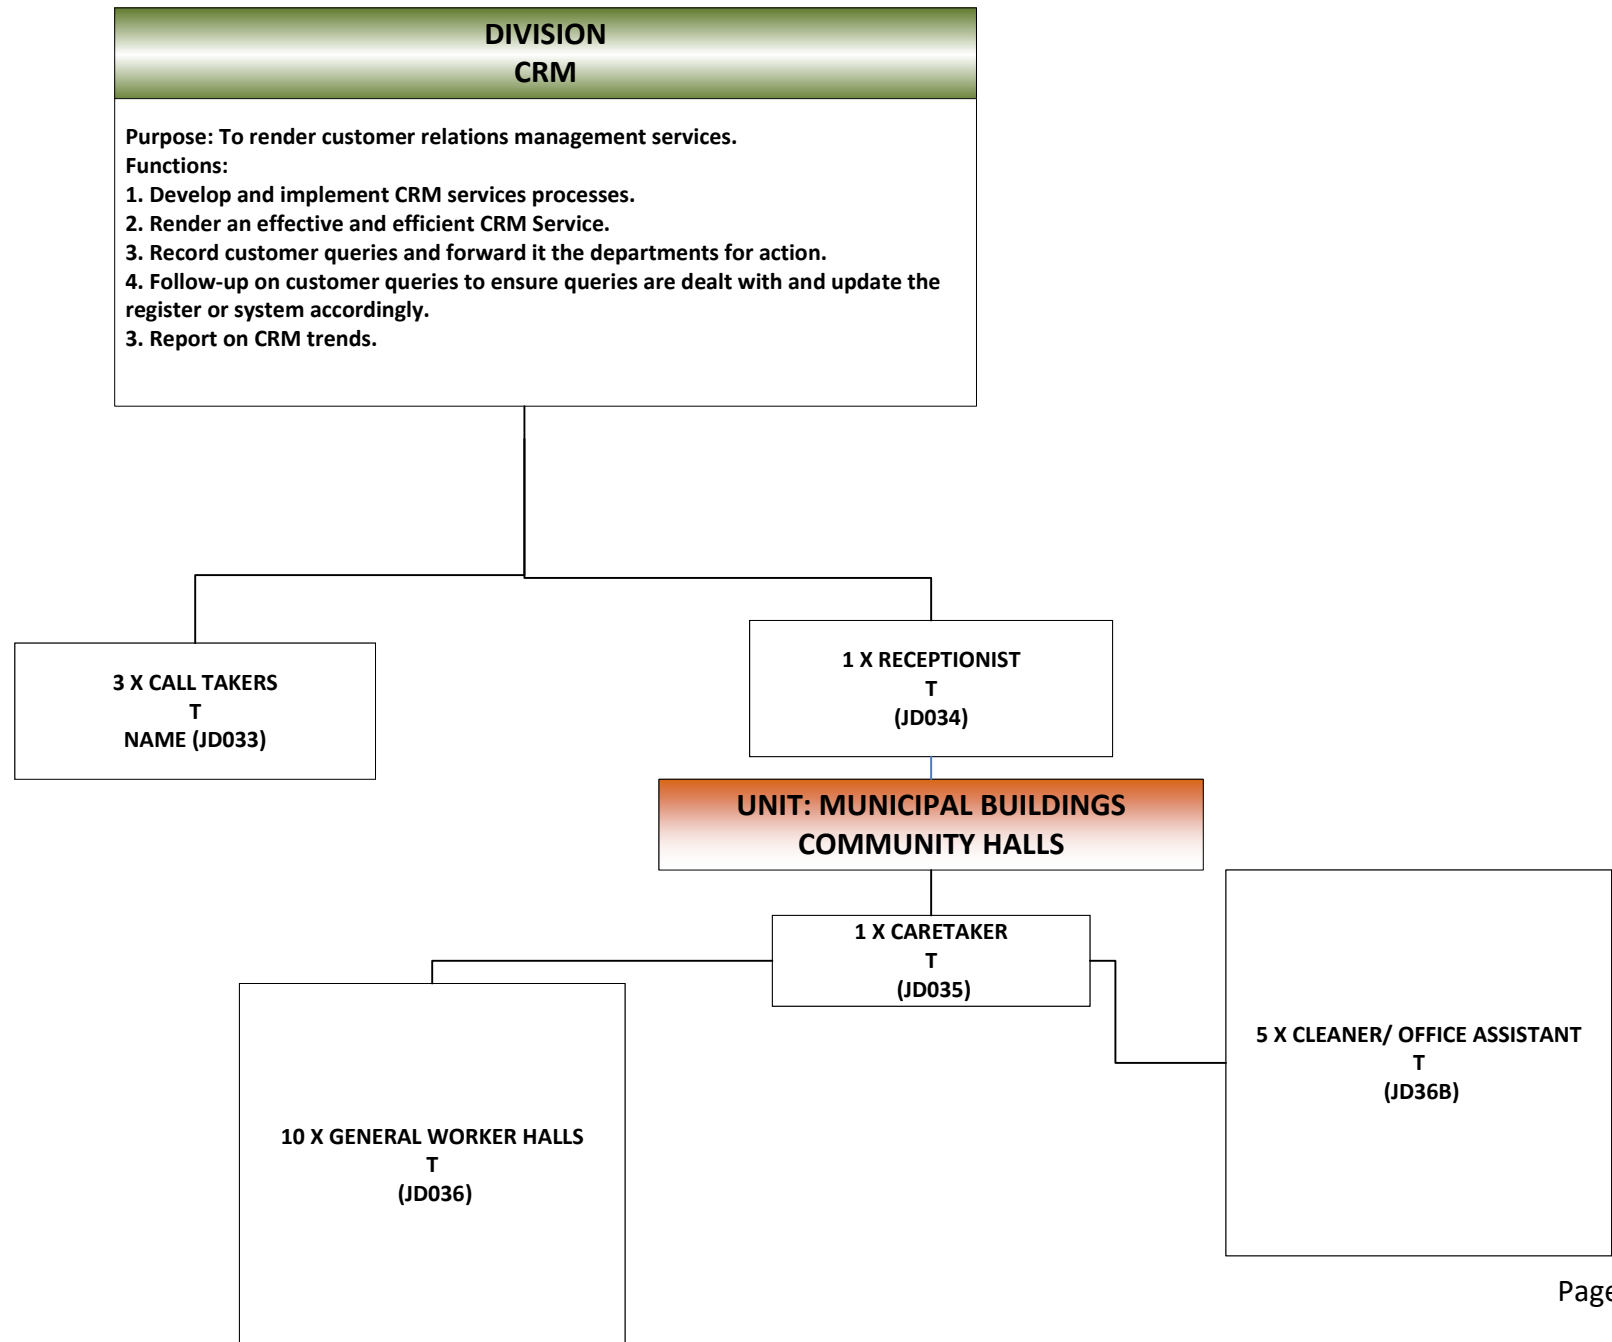 DIVISION
CRM
Purpose: To render customer relations management services.
Functions:
1. Develop and implement CRM services processes.
2. Render an effective and efficient CRM Service.
3. Record customer queries and forward it the departments for action.
4. Follow-up on customer queries to ensure queries are dealt with and update the
register or system accordingly.
3. Report on CRM trends.
3 X CALL TAKERS
T
NAME (JD033)
1 X RECEPTIONIST
T
(JD034)
UNIT: MUNICIPAL BUILDINGS
COMMUNITY HALLS
1 X CARETAKER
T
(JD035)
10 X GENERAL WORKER HALLS
T
(JD036)
5 X CLEANER/ OFFICE ASSISTANT
T
(JD36B)
Page